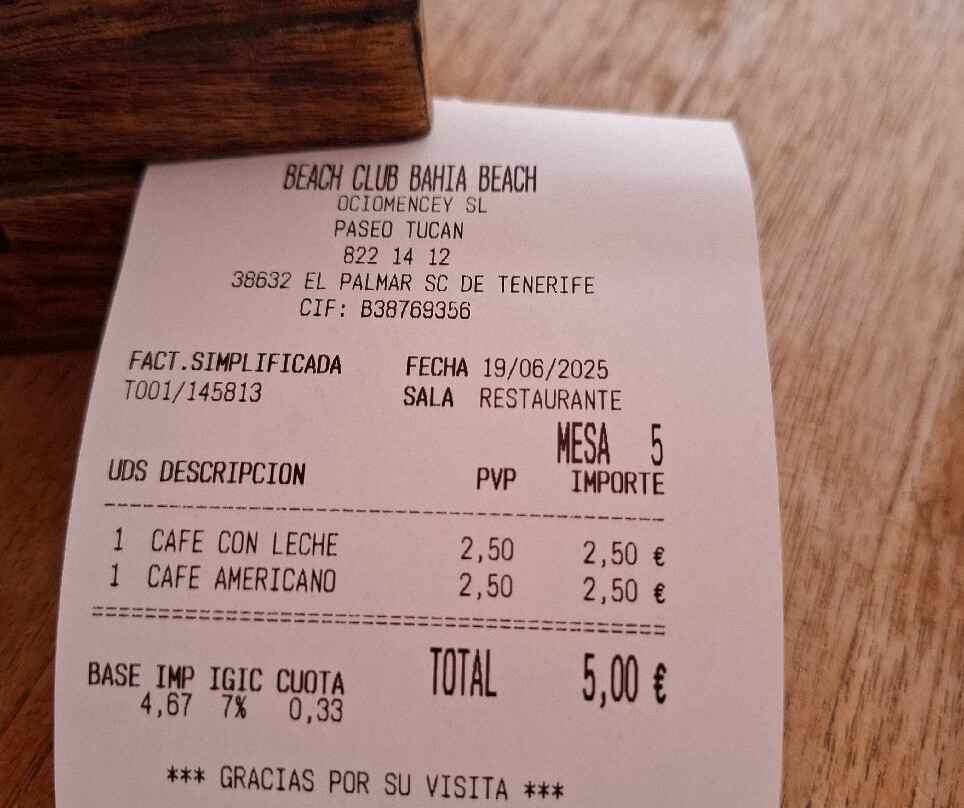 BEACH CLUB BAHIA BEACH
OCIOMENCEY SL
PASEO TUCAN
822 14 12
38632 EL PALMAR SC DE TENERIFE
CIF: B38769356
FACT.SIMPLIFICADA FECHA 19/06/2025
T001/145813 SALA RESTAURANTE
MESA 5
UDS DESCRIPCION PVP IMPORTE
1 CAFE CON LECHE 2,50 2,50 €
1 CAFE AMERICANO 2,50 2,50 €
BASE IMP IGIC CUOTA TOTAL 5,00 €
4,67 7% 0,33
*** GRACIAS POR SU VISITA ***